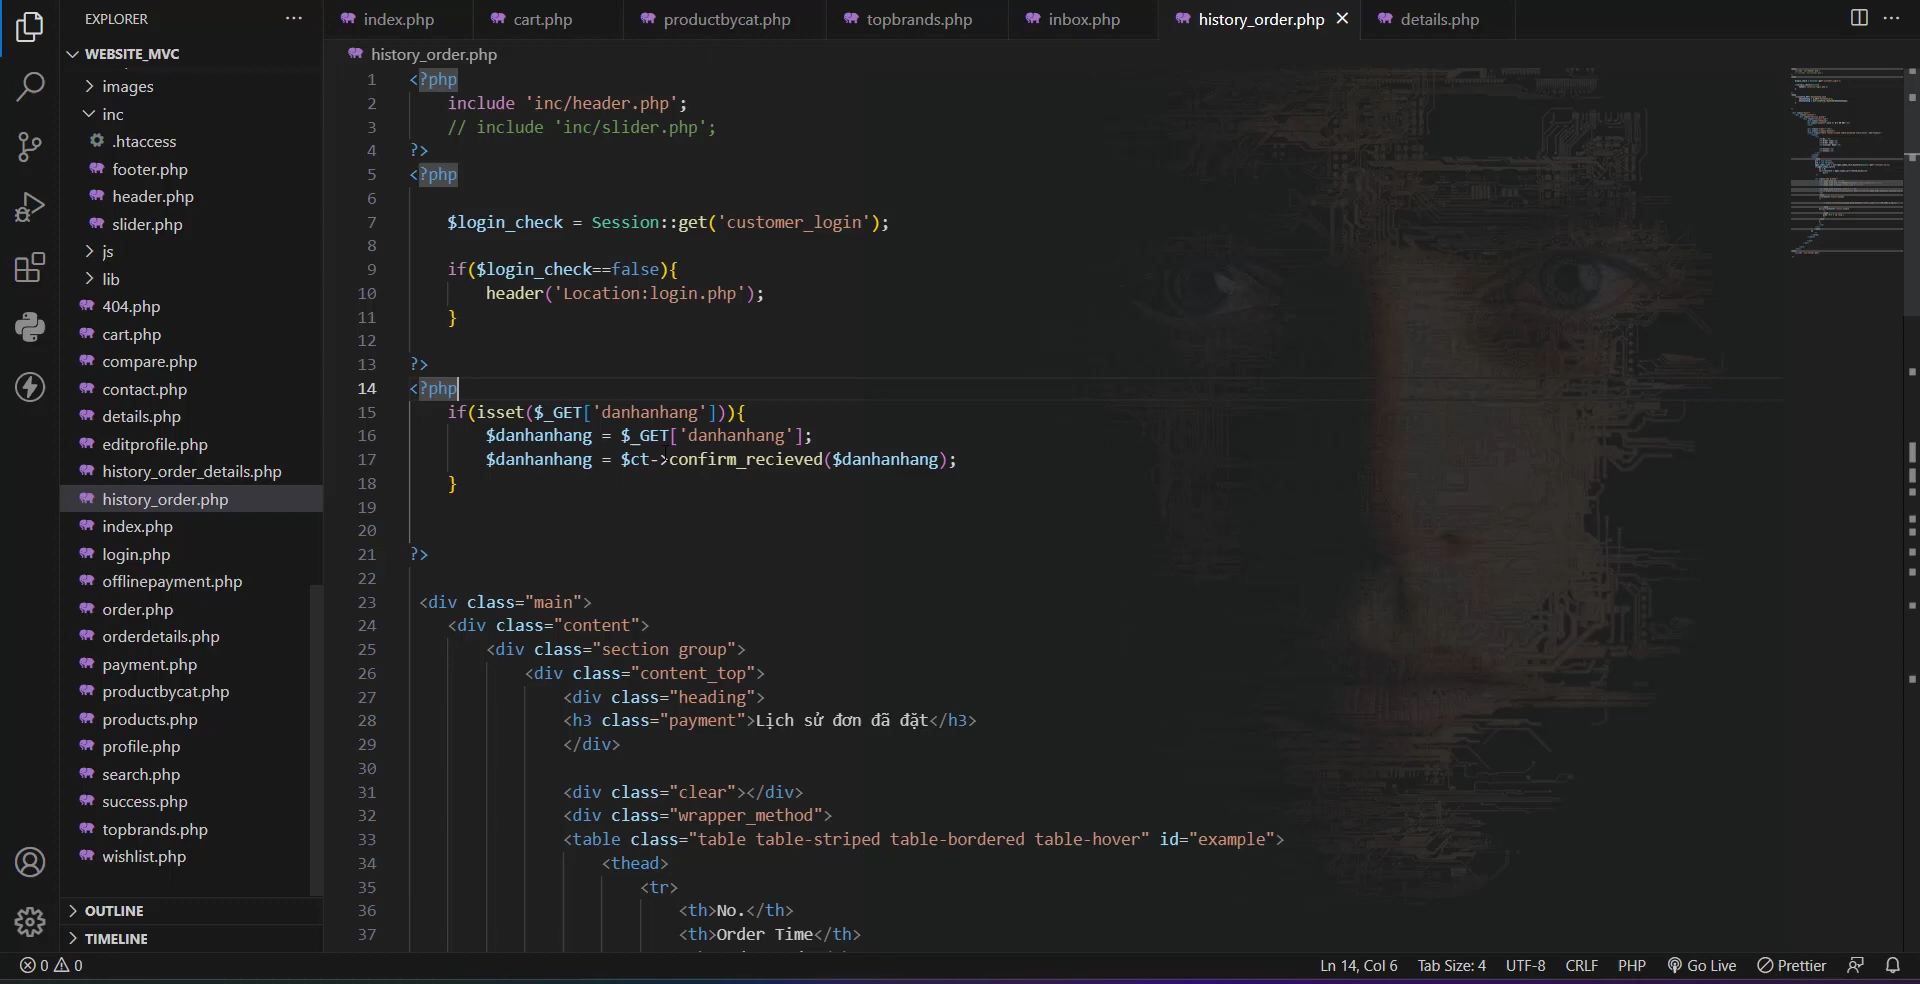 EXPLORER
WEBSITE_MVC
images
inc
.htaccess
footer.php
header.php
slider.php
js
lib
404.php
cart.php
compare.php
contact.php
details.php
editprofile.php
history_order_details.php
history_order.php
index.php
login.php
offlinepayment.php
order.php
orderdetails.php
payment.php
productbycat.php
products.php
profile.php
search.php
success.php
topbrands.php
wishlist.php
OUTLINE
TIMELINE
index.php cart.php productbycat.php topbrands.php inbox.php history_order.php details.php
history_order.php
1 <?php
2 include 'inc/header.php';
3 // include 'inc/slider.php';
4 ?>
5 <?php
6
7 $login_check = Session::get('customer_login');
8
9 if($login_check==false){
10 header('Location:login.php');
11 }
12
13 ?>
14 <?php
15 if(isset($_GET['danhanhang'])){
16 $danhanhang = $_GET['danhanhang'];
17 $danhanhang = $ct->confirm_recieved($danhanhang);
18 }
19
20
21 ?>
22
23 <div class="main">
24 <div class="content">
25 <div class="section group">
26 <div class="content_top">
27 <div class="heading">
28 <h3 class="payment">Lịch sử đơn đã đặt</h3>
29 </div>
30
31 <div class="clear"></div>
32 <div class="wrapper_method">
33 <table class="table table-striped table-bordered table-hover" id="example">
34 <thead>
35 <tr>
36 <th>No.</th>
37 <th>Order Time</th>
0 0
Ln 14, Col 6 Tab Size: 4 UTF-8 CRLF PHP Go Live Prettier